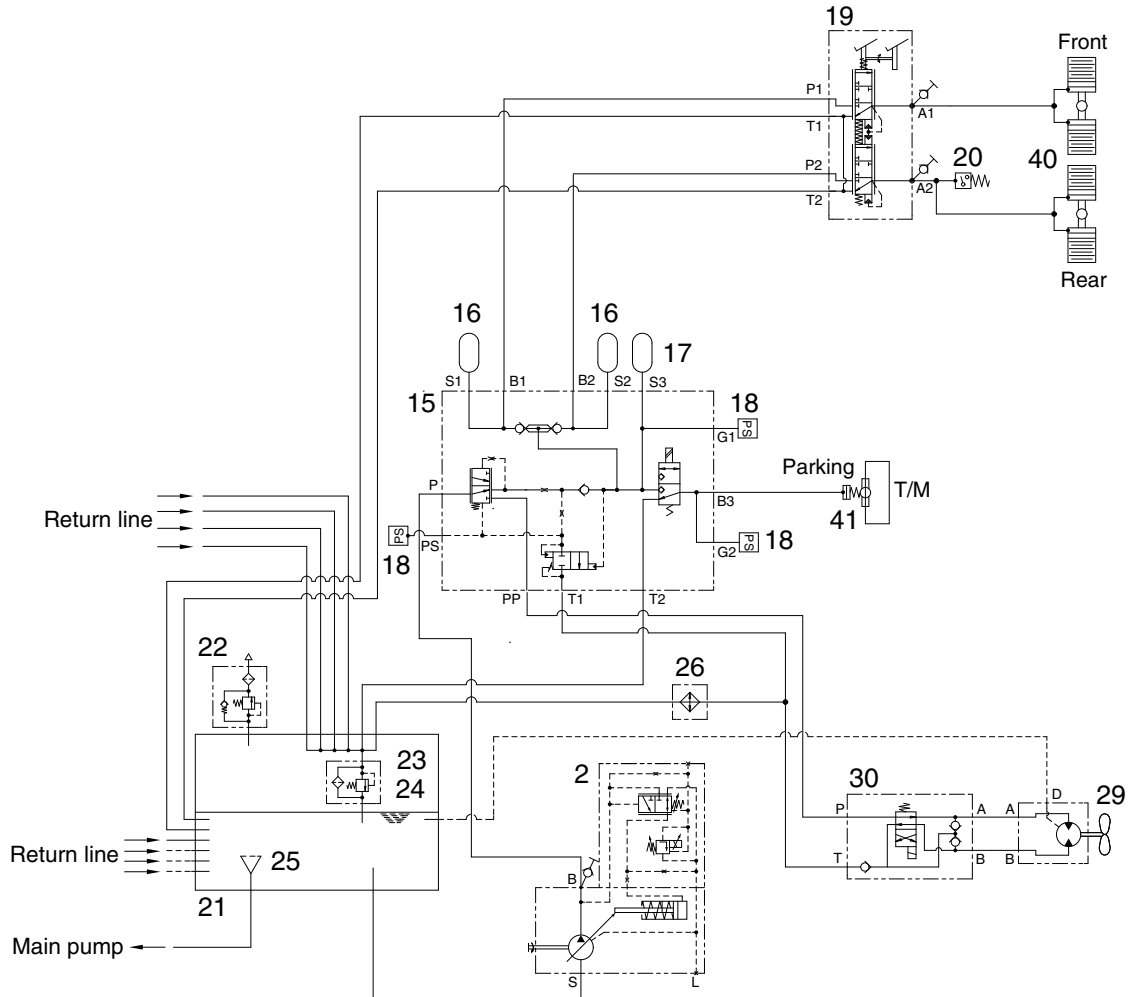 19
Front
P1
A1
T1
20
40
P2
A2
T2
Rear
16
16
17
S1
B1
B2
S2
S3
15
18
PS
G1
Parking
P
T/M
B3
Return line
41
PS
PS
18
PS
18
G2
PP
T1
T2
22
26
23
2
24
30
D
29
P
A
A
Return line
25
B
T
B
B
21
Main pump
S
L